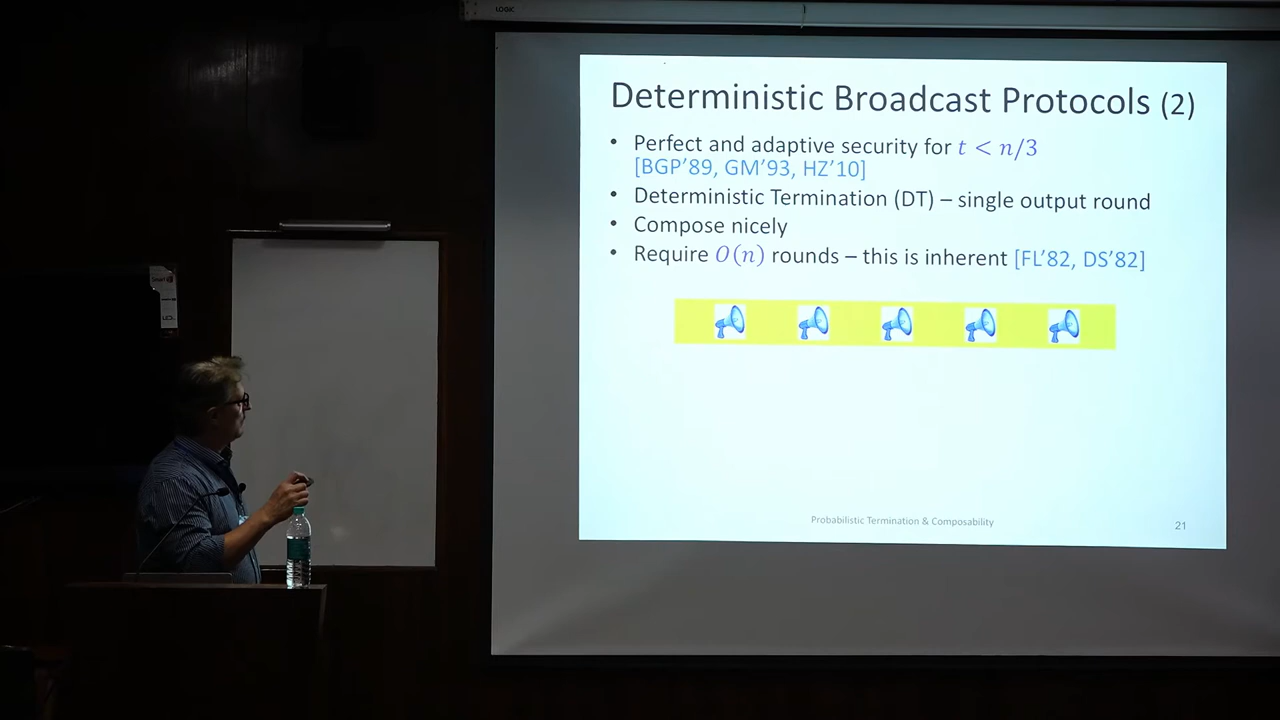 LOGIC
Deterministic Broadcast Protocols (2)
• Perfect and adaptive security for t < n/3
[BGP’89, GM’93, HZ’10]
• Deterministic Termination (DT) – single output round
• Compose nicely
• Require O(n) rounds – this is inherent [FL’82, DS’82]
Probabilistic Termination & Composability
21